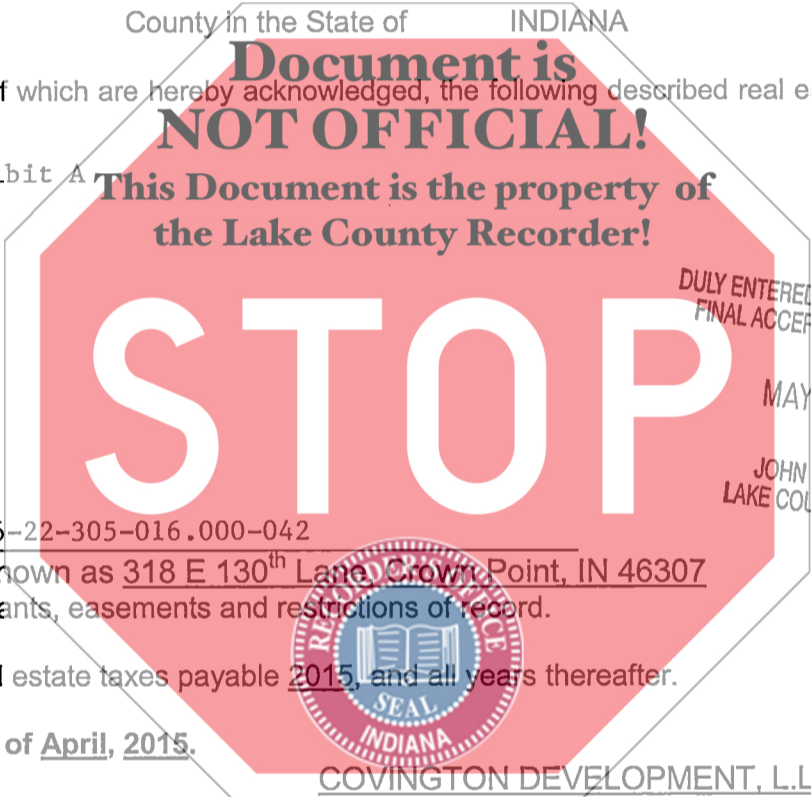 County in the State of INDIANA
Document is
f which are hereby acknowledged, the following described real e
NOT OFFICIAL!
bit A
This Document is the property of
the Lake County Recorder!
DULY ENTERED
FINAL ACCEP
STOP
MAY
JOHN
LAKE COU
-22-305-016.000-042
nown as 318 E 130th Lane, Crown Point, IN 46307
ants, easements and restrictions of record.
RECORDER'S OFFICE
l estate taxes payable 2015, and all years thereafter.
SEAL
INDIANA
of April, 2015.
COVINGTON DEVELOPMENT, L.L